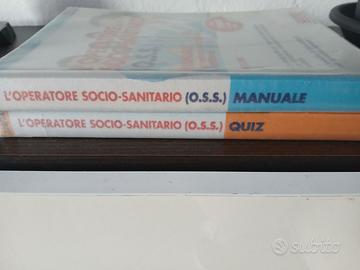 L'OPERATORE SOCIO-SANITARIO (O.S.S.) MANUALE
L'OPERATORE SOCIO-SANITARIO (O.S.S.) QUIZ
subito